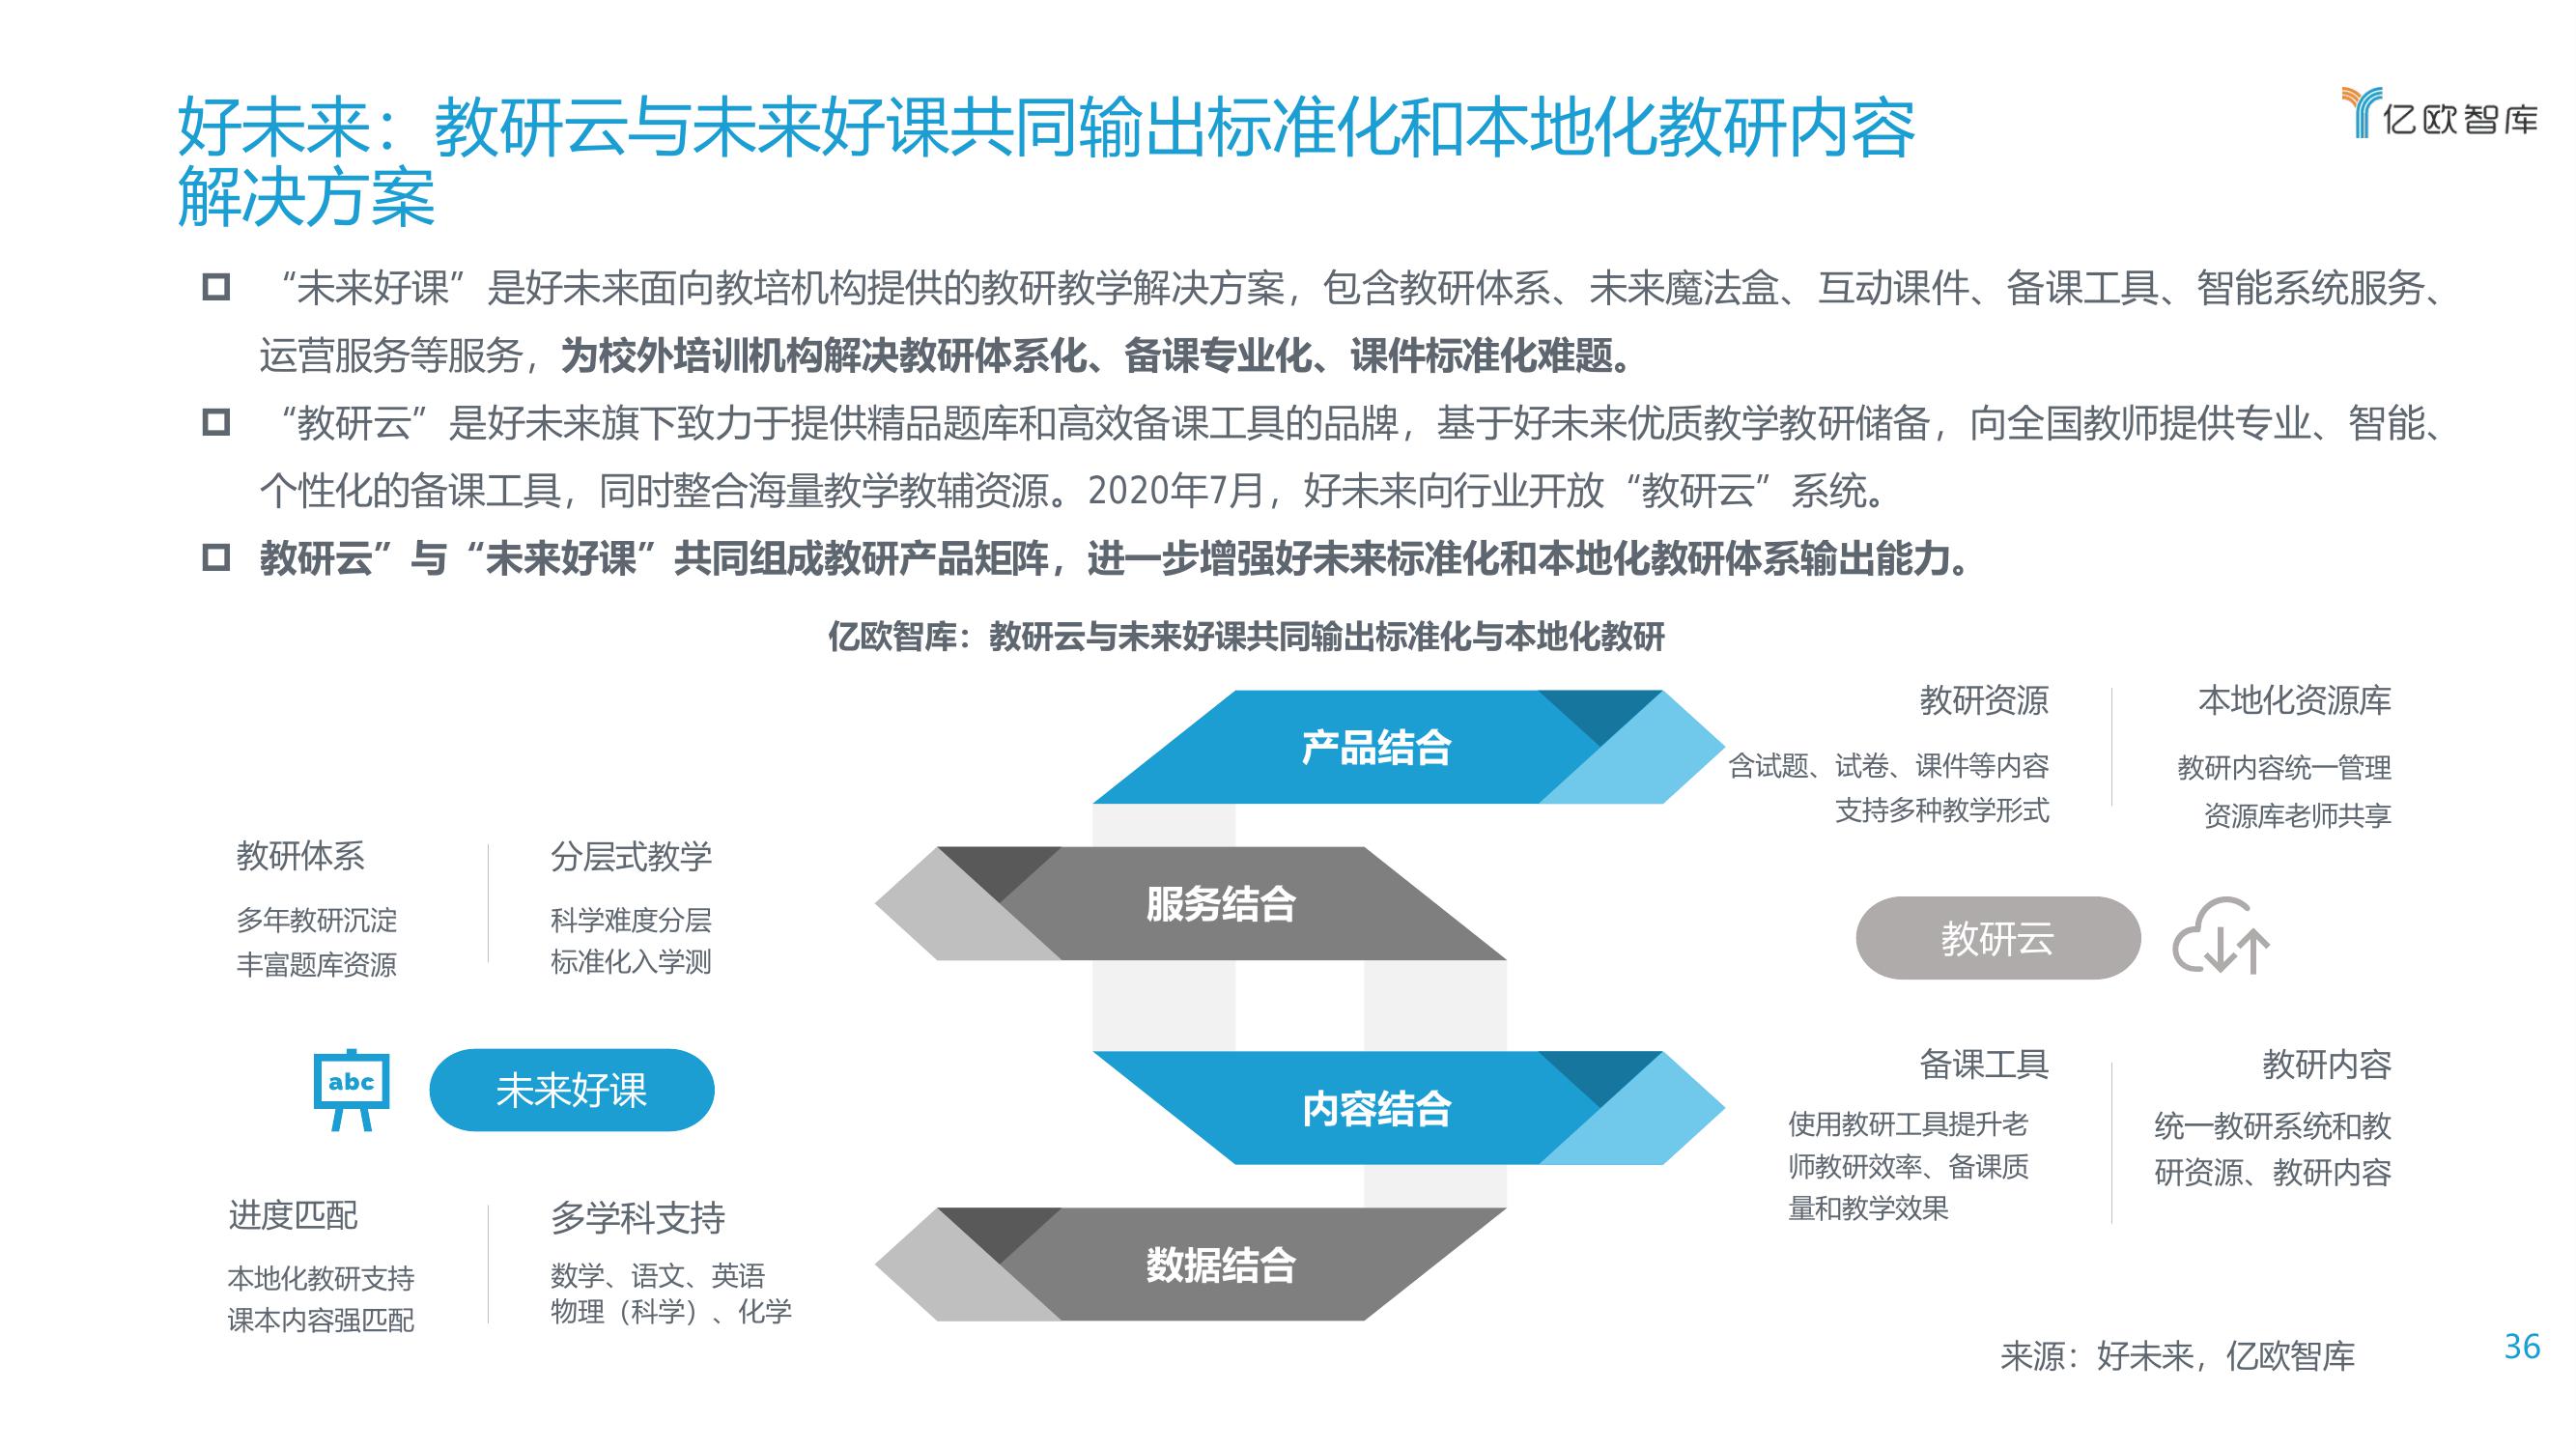 好未来：教研云与未来好课共同输出标准化和本地化教研内容
解决方案
亿欧智库
“未来好课”是好未来面向教培机构提供的教研教学解决方案，包含教研体系、未来魔法盒、互动课件、备课工具、智能系统服务、
运营服务等服务，为校外培训机构解决教研体系化、备课专业化、课件标准化难题。
“教研云”是好未来旗下致力于提供精品题库和高效备课工具的品牌，基于好未来优质教学教研储备，向全国教师提供专业、智能、
个性化的备课工具，同时整合海量教学教辅资源。2020年7月，好未来向行业开放“教研云”系统。
教研云”与“未来好课”共同组成教研产品矩阵，进一步增强好未来标准化和本地化教研体系输出能力。
亿欧智库：教研云与未来好课共同输出标准化与本地化教研
教研体系
多年教研沉淀
丰富题库资源
分层式教学
科学难度分层
标准化入学测
abc
未来好课
进度匹配
本地化教研支持
课本内容强匹配
多学科支持
数学、语文、英语
物理（科学）、化学
产品结合
服务结合
内容结合
数据结合
教研资源
含试题、试卷、课件等内容
支持多种教学形式
本地化资源库
教研内容统一管理
资源库老师共享
教研云
备课工具
使用教研工具提升老
师教研效率、备课质
量和教学效果
教研内容
统一教研系统和教
研资源、教研内容
来源：好未来，亿欧智库
36